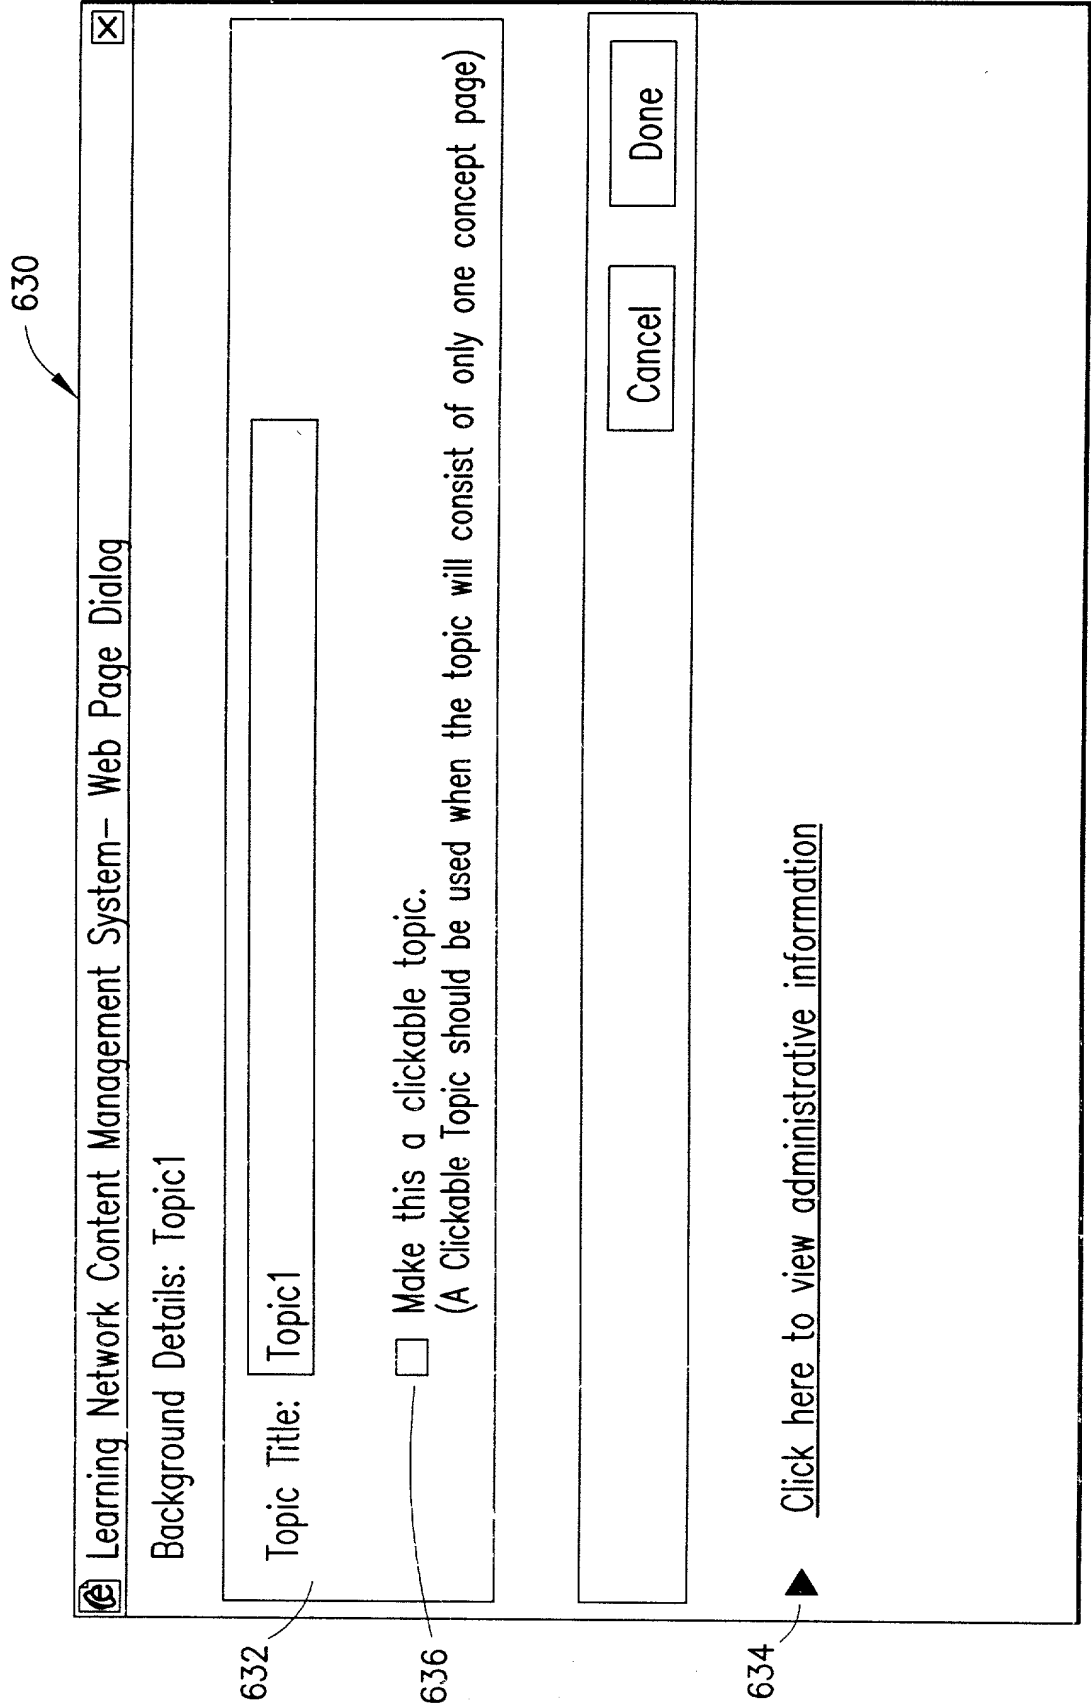 630
Learning Network Content Management System– Web Page Dialog
Background Details: Topic1
632
Topic Title: Topic1
636
Make this a clickable topic.
(A Clickable Topic should be used when the topic will consist of only one concept page)
Cancel Done
634
Click here to view administrative information